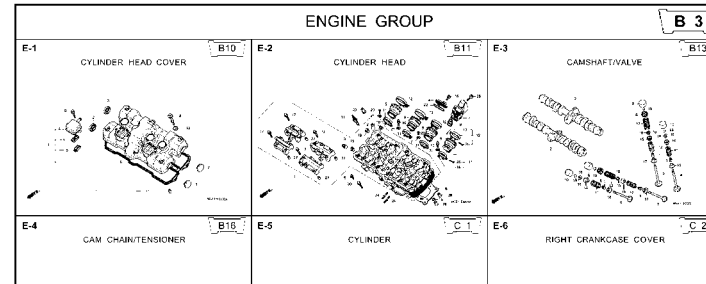 ENGINE GROUP
B 3
E-1
B10
CYLINDER HEAD COVER
E-2
B11
CYLINDER HEAD
E-3
B13
CAMSHAFT/VALVE
E-4
B16
CAM CHAIN/TENSIONER
E-5
C 1
CYLINDER
E-6
C 2
RIGHT CRANKCASE COVER